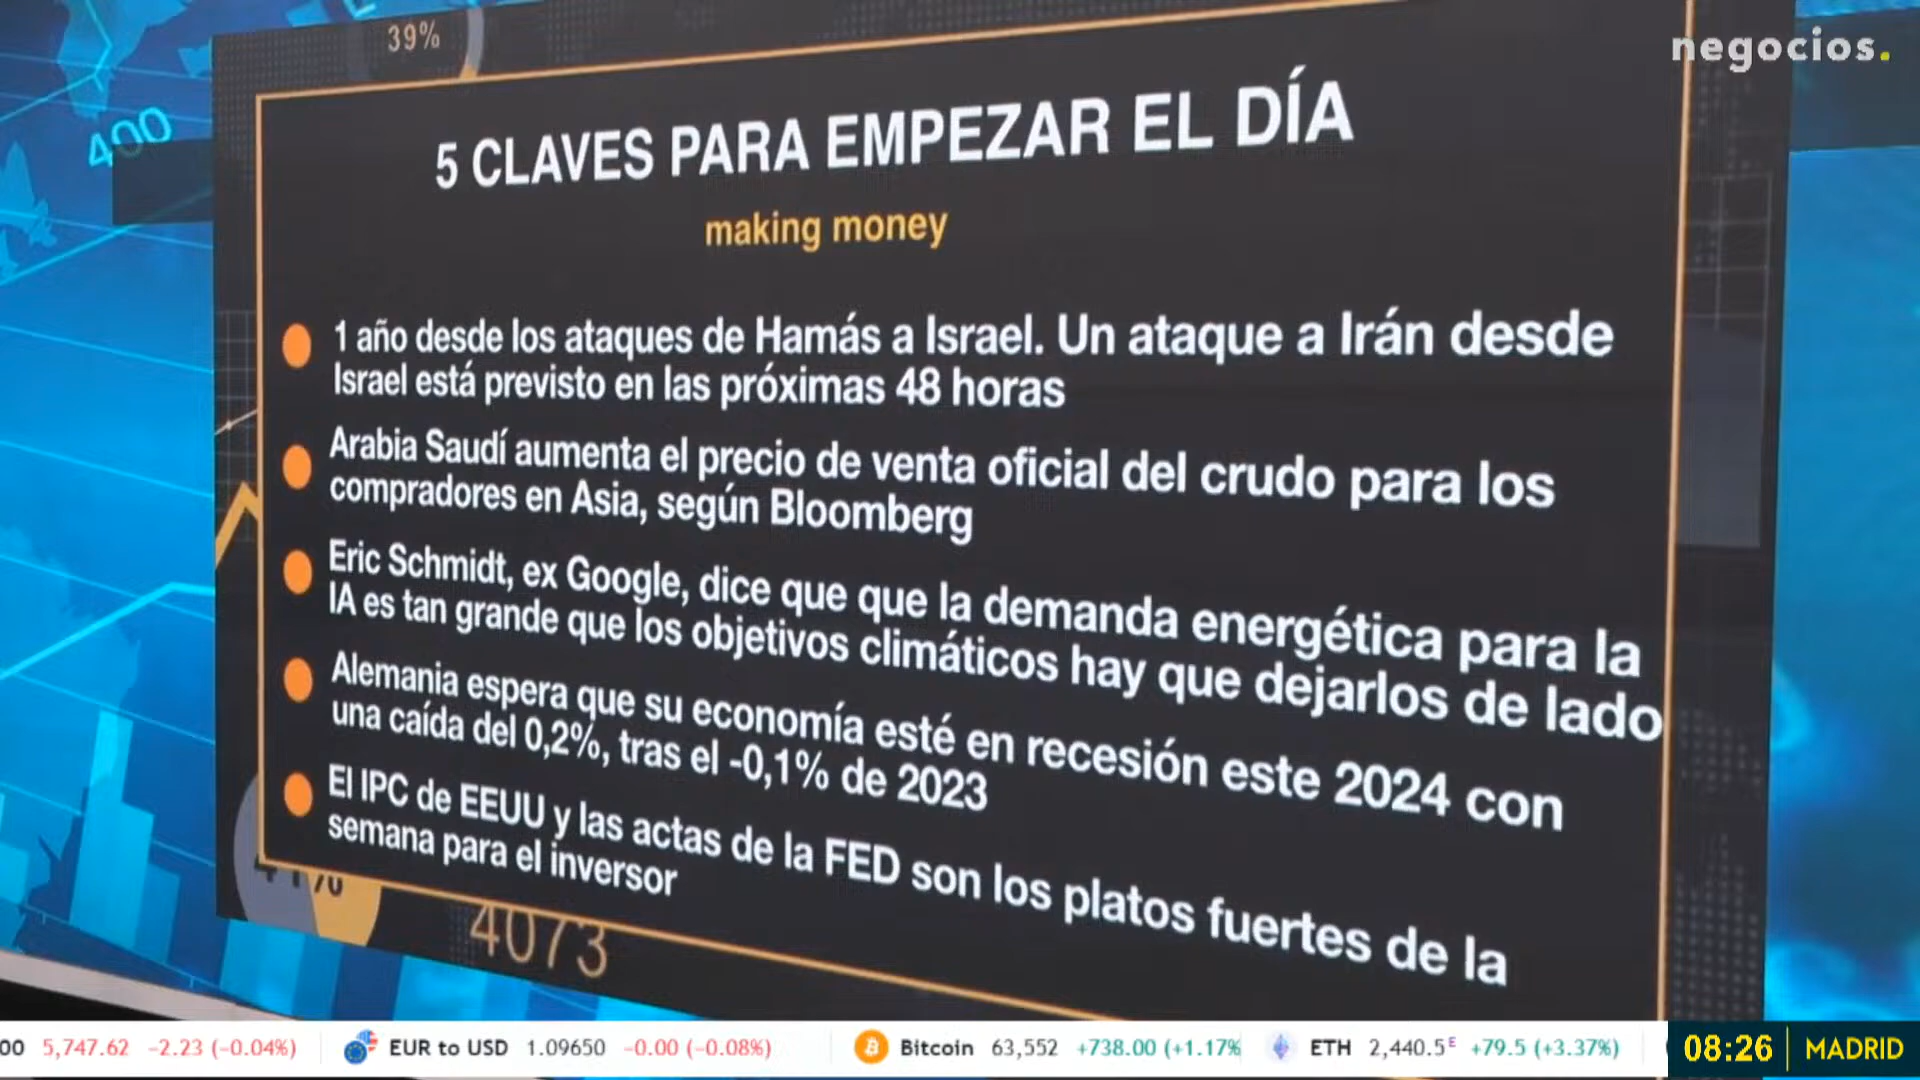 39%
negocios.
400
5 CLAVES PARA EMPEZAR EL DÍA
making money
1 año desde los ataques de Hamás a Israel. Un ataque a Irán desde
Israel está previsto en las próximas 48 horas
Arabia Saudí aumenta el precio de venta oficial del crudo para los
compradores en Asia, según Bloomberg
Eric Schmidt, ex Google, dice que que la demanda energética para la
IA es tan grande que los objetivos climáticos hay que dejarlos de lado
Alemania espera que su economía esté en recesión este 2024 con
una caída del 0,2%, tras el -0,1% de 2023
El IPC de EEUU y las actas de la FED son los platos fuertes de la
semana para el inversor
4073
00 5,747.62 -2.23 (-0.04%) EUR to USD 1.09650 -0.00 (-0.08%) Bitcoin 63,552 +738.00 (+1.17% ETH 2,440.5E +79.5 (+3.37%) 08:26 MADRID